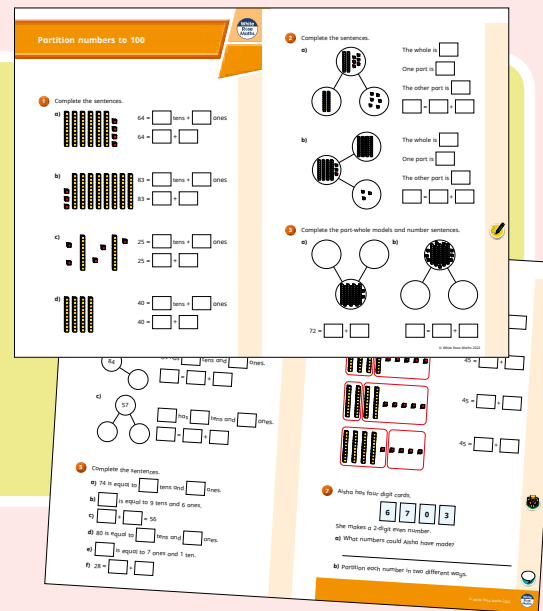 Partition numbers to 100
White Rose Maths
1 Complete the sentences.
a)
64 = tens + ones
64 = +
b)
83 = tens + ones
83 = +
c)
25 = tens + ones
25 = +
d)
40 = tens + ones
40 = +
2 Complete the sentences.
a)
The whole is
One part is
The other part is
= +
b)
The whole is
One part is
The other part is
= +
3 Complete the part-whole models and number sentences.
a)
b)
72 = +
= +
© White Rose Maths 2022
84
tens and ones.
= +
c)
57
has tens and ones.
= +
5 Complete the sentences.
a) 74 is equal to tens and ones.
b) is equal to 9 tens and 6 ones.
c) + = 56
d) 80 is equal to tens and ones.
e) is equal to 7 ones and 1 ten.
f) 28 = +
45 = +
45 = +
45 = +
7 Aisha has four digit cards.
6 7 0 3
She makes a 2-digit even number.
a) What numbers could Aisha have made?
b) Partition each number in two different ways.